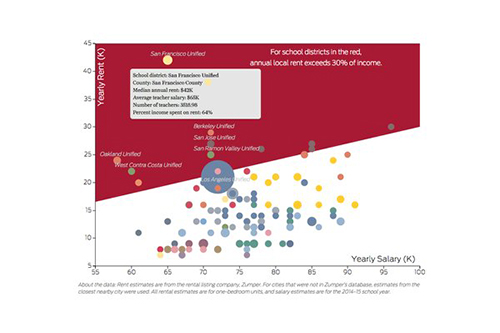 For school districts in the red,
annual local rent exceeds 30% of income.
San Francisco Unified
School district: San Francisco Unified
County: San Francisco County
Median annual rent: $42K
Average teacher salary: $65K
Number of teachers: 3818.98
Percent income spent on rent: 64%
Berkeley Unified
San Jose Unified
San Ramon Valley Unified
Oakland Unified
West Contra Costa Unified
Los Angeles Unified
Yearly Rent (K)
45
40
35
30
25
20
15
10
5
Yearly Salary (K)
55 60 65 70 75 80 85 90 95 100
About the data: Rent estimates are from the rental listing company, Zumper. For cities that were not in Zumper's database, estimates from the
closest nearby city were used. All rental estimates are for one-bedroom units, and salary estimates are for the 2014-15 school year.